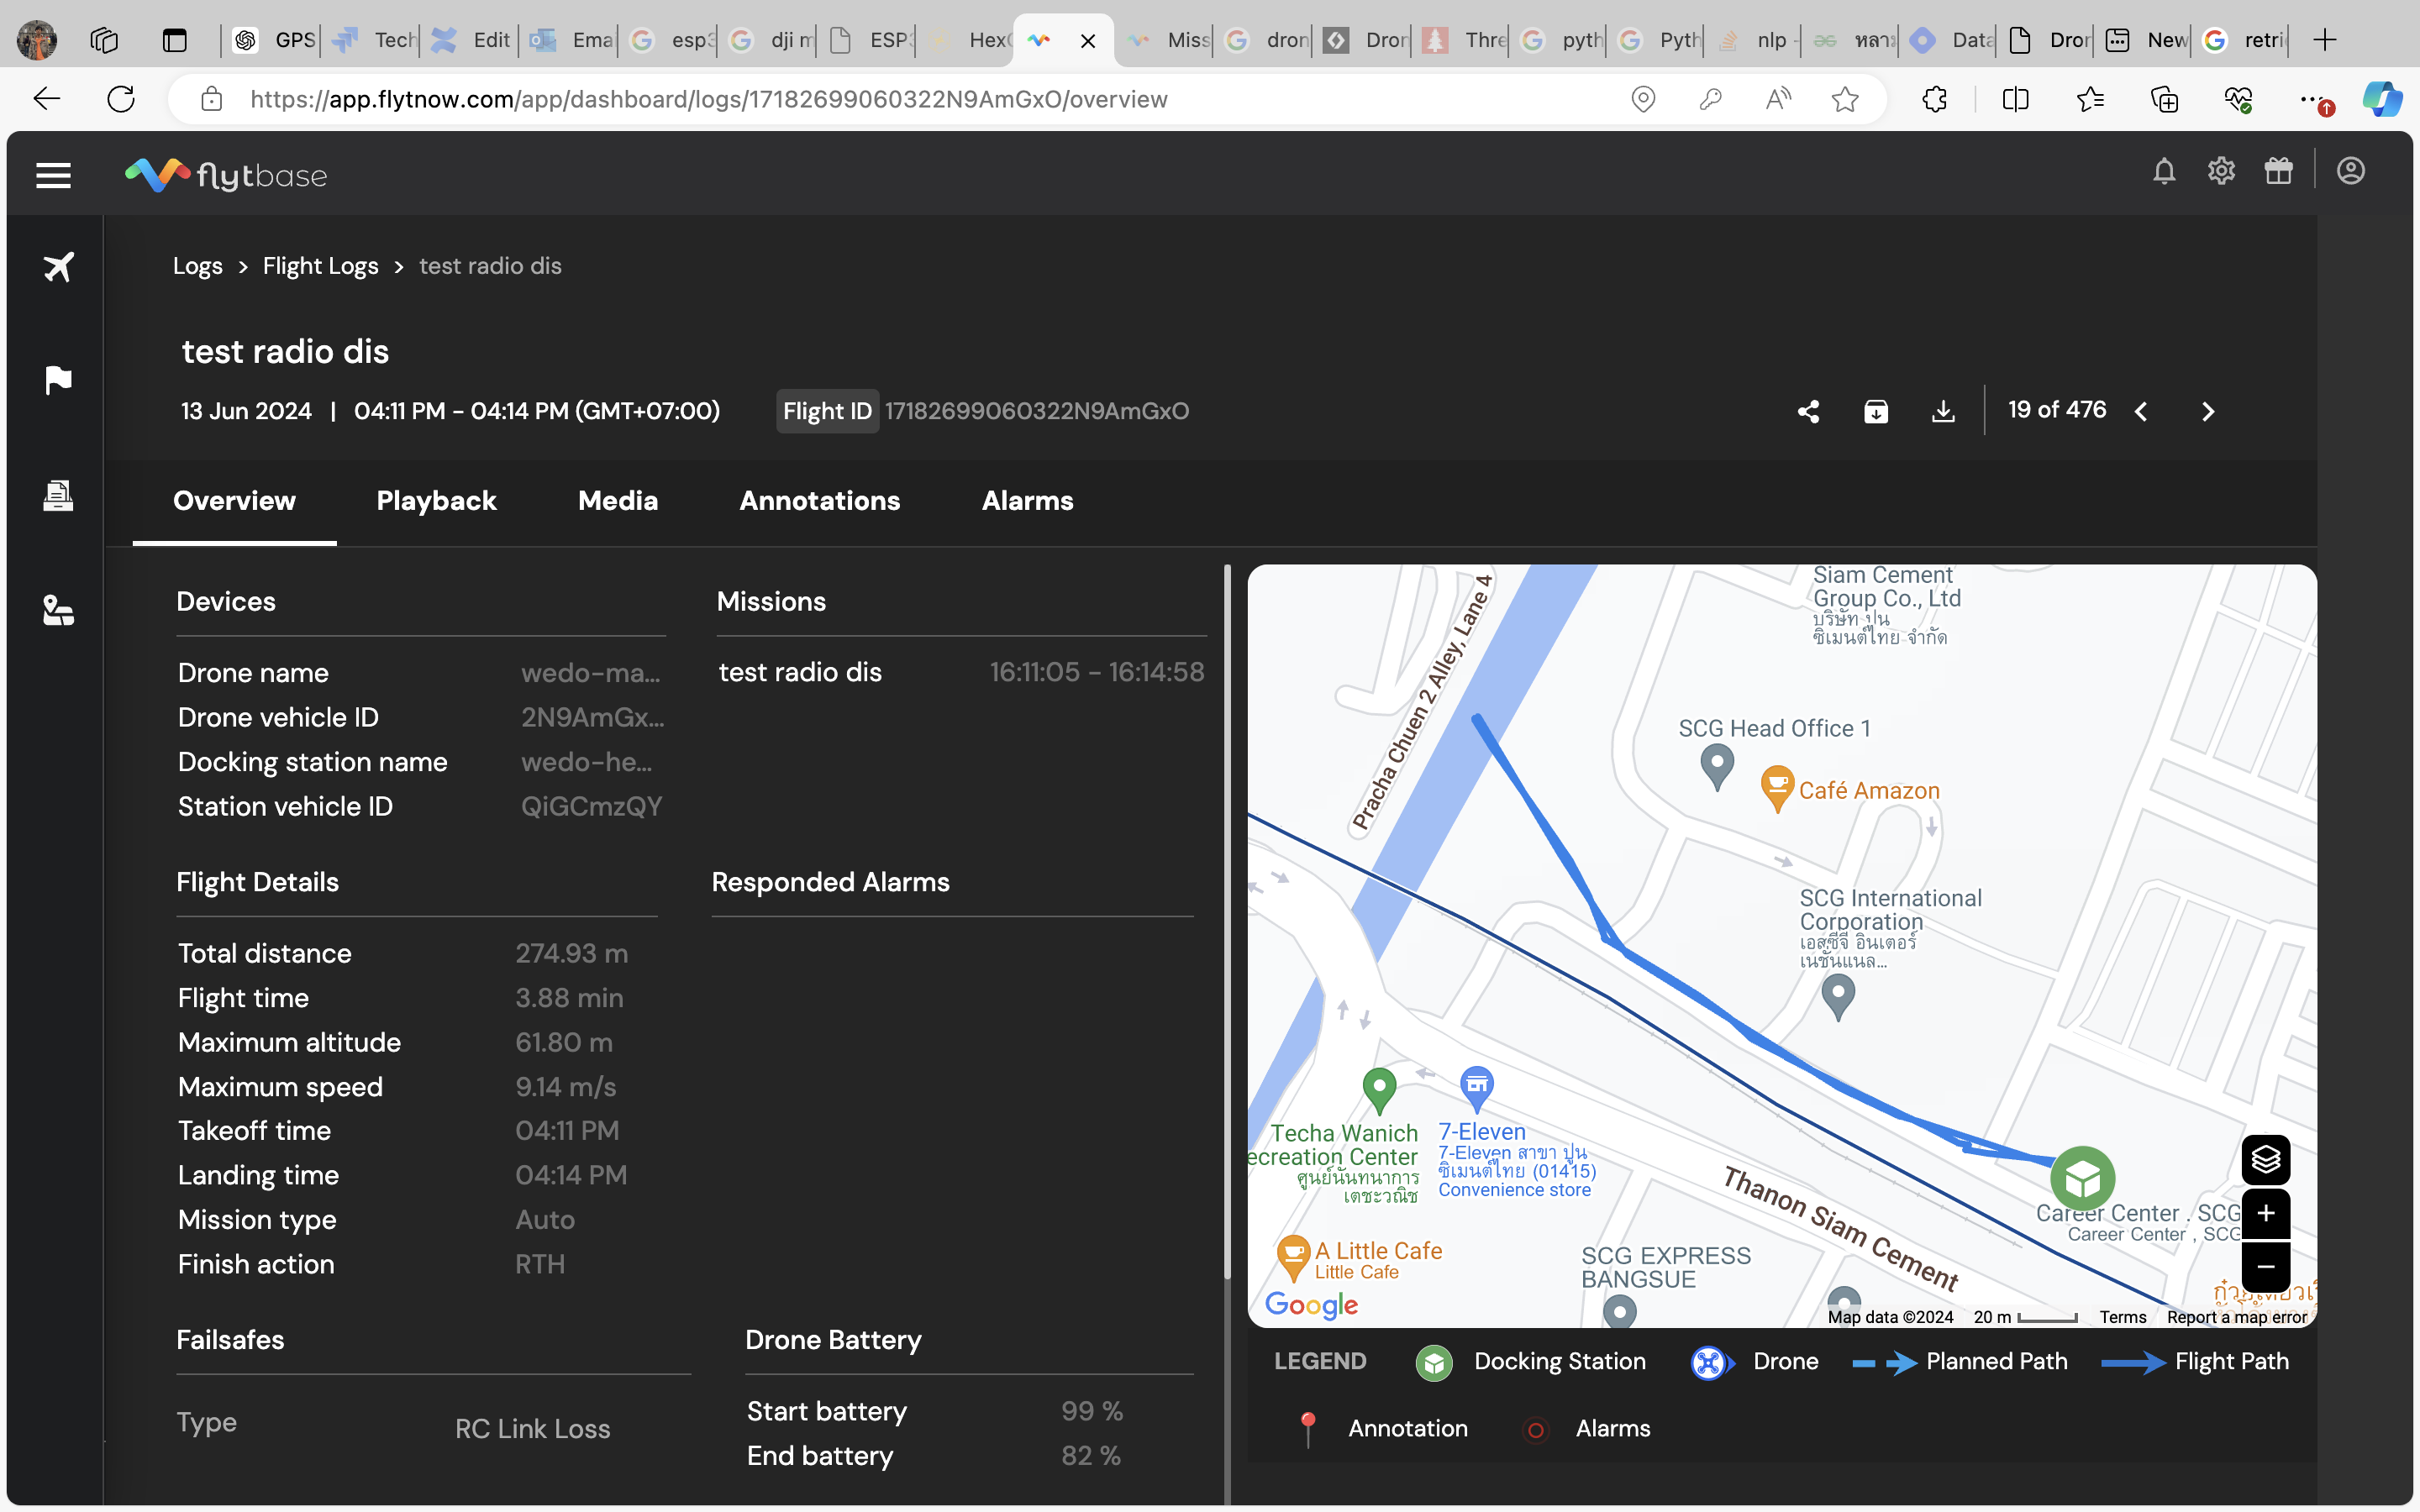 GPS
Tech
Edit
Ema
esp3
dji m
ESP3
Hex
Miss
dron
Dron
Thre
pyth
Pyth
nlp -
หลา
Data
Dror
New
retri
https://app.flytnow.com/app/dashboard/logs/17182699060322N9AmGxO/overview
flytbase
Logs > Flight Logs > test radio dis
test radio dis
13 Jun 2024 | 04:11 PM – 04:14 PM (GMT+07:00) Flight ID 17182699060322N9AmGxO
19 of 476
Overview Playback Media Annotations Alarms
Devices
Drone name wedo-ma...
Drone vehicle ID 2N9AmGx...
Docking station name wedo-he...
Station vehicle ID QiGCmzQY
Missions
test radio dis 16:11:05 – 16:14:58
Flight Details
Total distance 274.93 m
Flight time 3.88 min
Maximum altitude 61.80 m
Maximum speed 9.14 m/s
Takeoff time 04:11 PM
Landing time 04:14 PM
Mission type Auto
Finish action RTH
Responded Alarms
Failsafes
Type RC Link Loss
Drone Battery
Start battery 99 %
End battery 82 %
Siam Cement
Group Co., Ltd
บริษัท ปูน
ซิเมนต์ไทย จำกัด
Pracha Chuen 2 Alley, Lane 4
SCG Head Office 1
Café Amazon
SCG International
Corporation
เอสซีจี อินเตอร์
เนชั่นแนล...
Techa Wanich
ecreation Center
ศูนย์นันทนาการ
เตชะวณิช
7-Eleven
7-Eleven สาขา ปูน
ซิเมนต์ไทย (01415)
Convenience store
Thanon Siam Cement
Career Center . SCG
Career Center , SCG
A Little Cafe
Little Cafe
SCG EXPRESS
BANGSUE
Google
Map data ©2024 20 m Terms Report a map error
LEGEND Docking Station Drone Planned Path Flight Path
Annotation Alarms